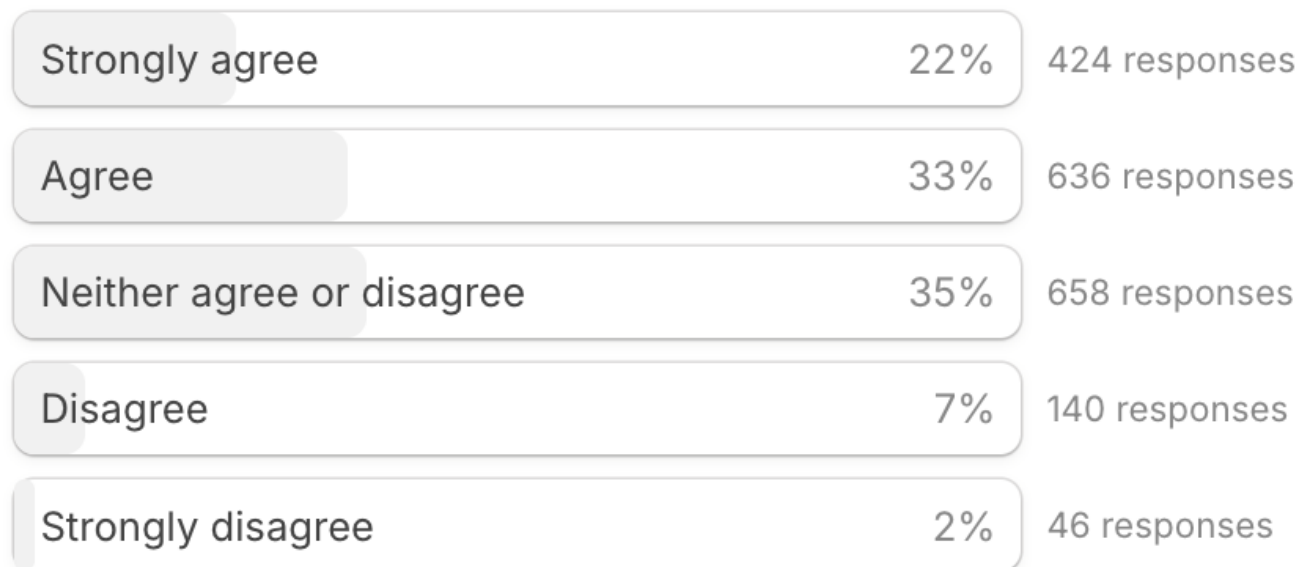 Strongly agree 22% 424 responses
Agree 33% 636 responses
Neither agree or disagree 35% 658 responses
Disagree 7% 140 responses
Strongly disagree 2% 46 responses